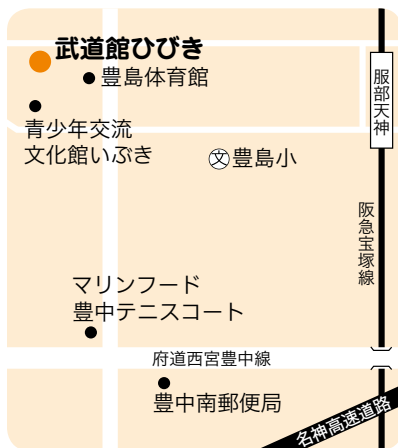 武道館ひびき
豊島体育館
服部天神
青少年交流
文化館いぶき
文豊島小
阪急宝塚線
マリンフード
豊中テニスコート
府道西宮豊中線
豊中南郵便局
名神高速道路